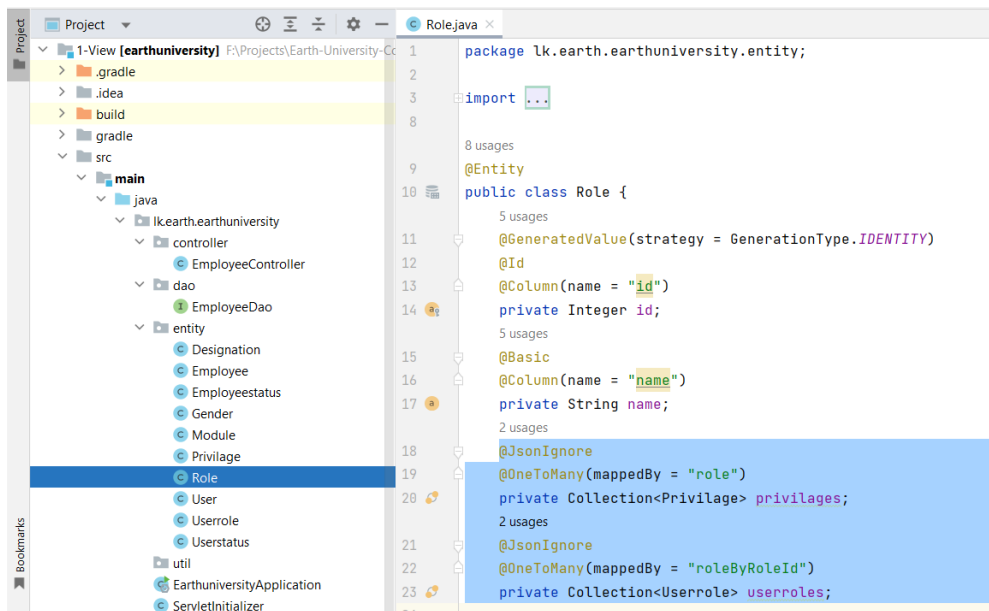 Project
Project
Role.java
1-View [earthuniversity] F:\Projects\Earth-University-Co
.gradle
.idea
build
gradle
src
main
java
lk.earth.earthuniversity
controller
EmployeeController
dao
EmployeeDao
entity
Designation
Employee
Employeestatus
Gender
Module
Privilage
Role
User
Userrole
Userstatus
util
EarthuniversityApplication
ServletInitializer
Bookmarks
1 package lk.earth.earthuniversity.entity;
2
3 import ...
8
8 usages
9 @Entity
10 public class Role {
5 usages
11 @GeneratedValue(strategy = GenerationType.IDENTITY)
12 @Id
13 @Column(name = "id")
14 private Integer id;
5 usages
15 @Basic
16 @Column(name = "name")
17 private String name;
2 usages
18 @JsonIgnore
19 @OneToMany(mappedBy = "role")
20 private Collection<Privilage> privilages;
2 usages
21 @JsonIgnore
22 @OneToMany(mappedBy = "roleByRoleId")
23 private Collection<Userrole> userroles;